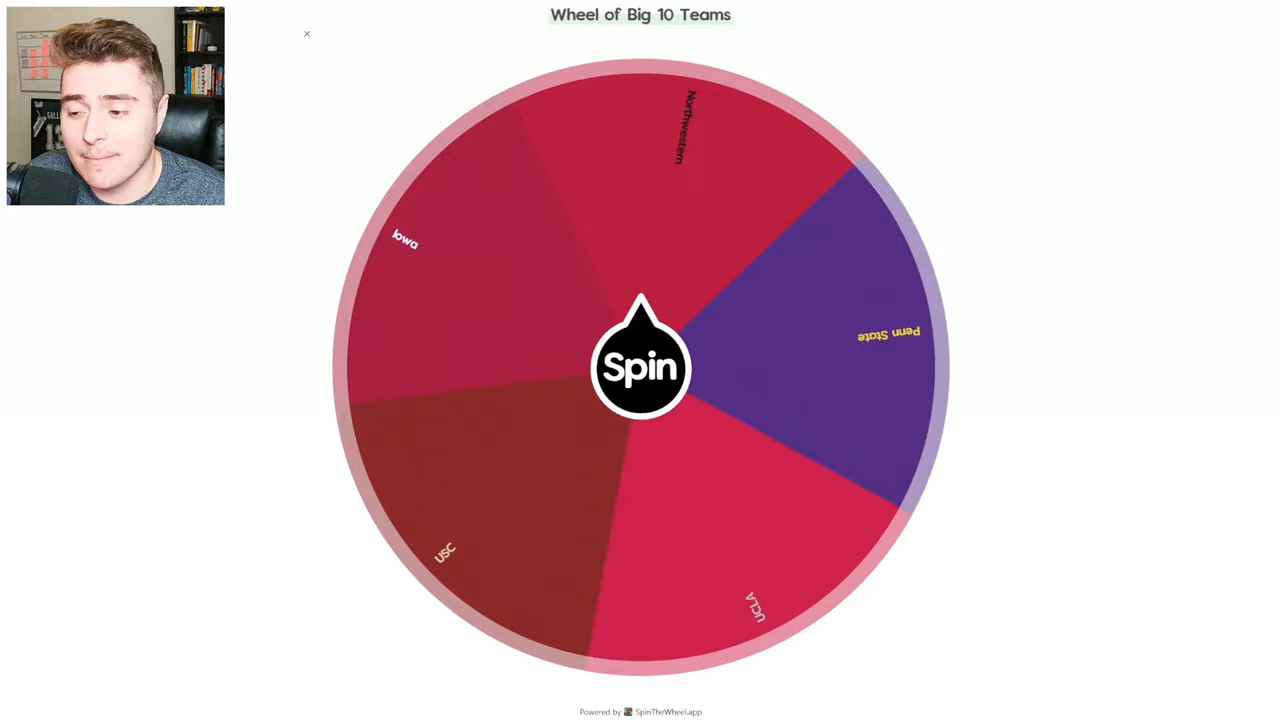 Wheel of Big 10 Teams
×
Northwestern
Iowa
Penn State
Spin
USC
UCLA
Powered by SpinTheWheel.app